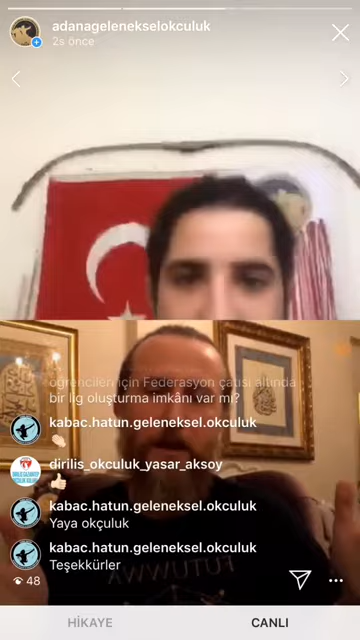 adanagelenekselokculuk
2s önce
öğrencileri için Federasyon çatısı altında
bir lig oluşturma imkânı var mı?
kabac.hatun.geleneksel.okculuk
dirilis_okculuk_yasar_aksoy
kabac.hatun.geleneksel.okculuk
Yaya okçuluk
kabac.hatun.geleneksel.okculuk
Teşekkürler
48
HİKAYE
CANLI